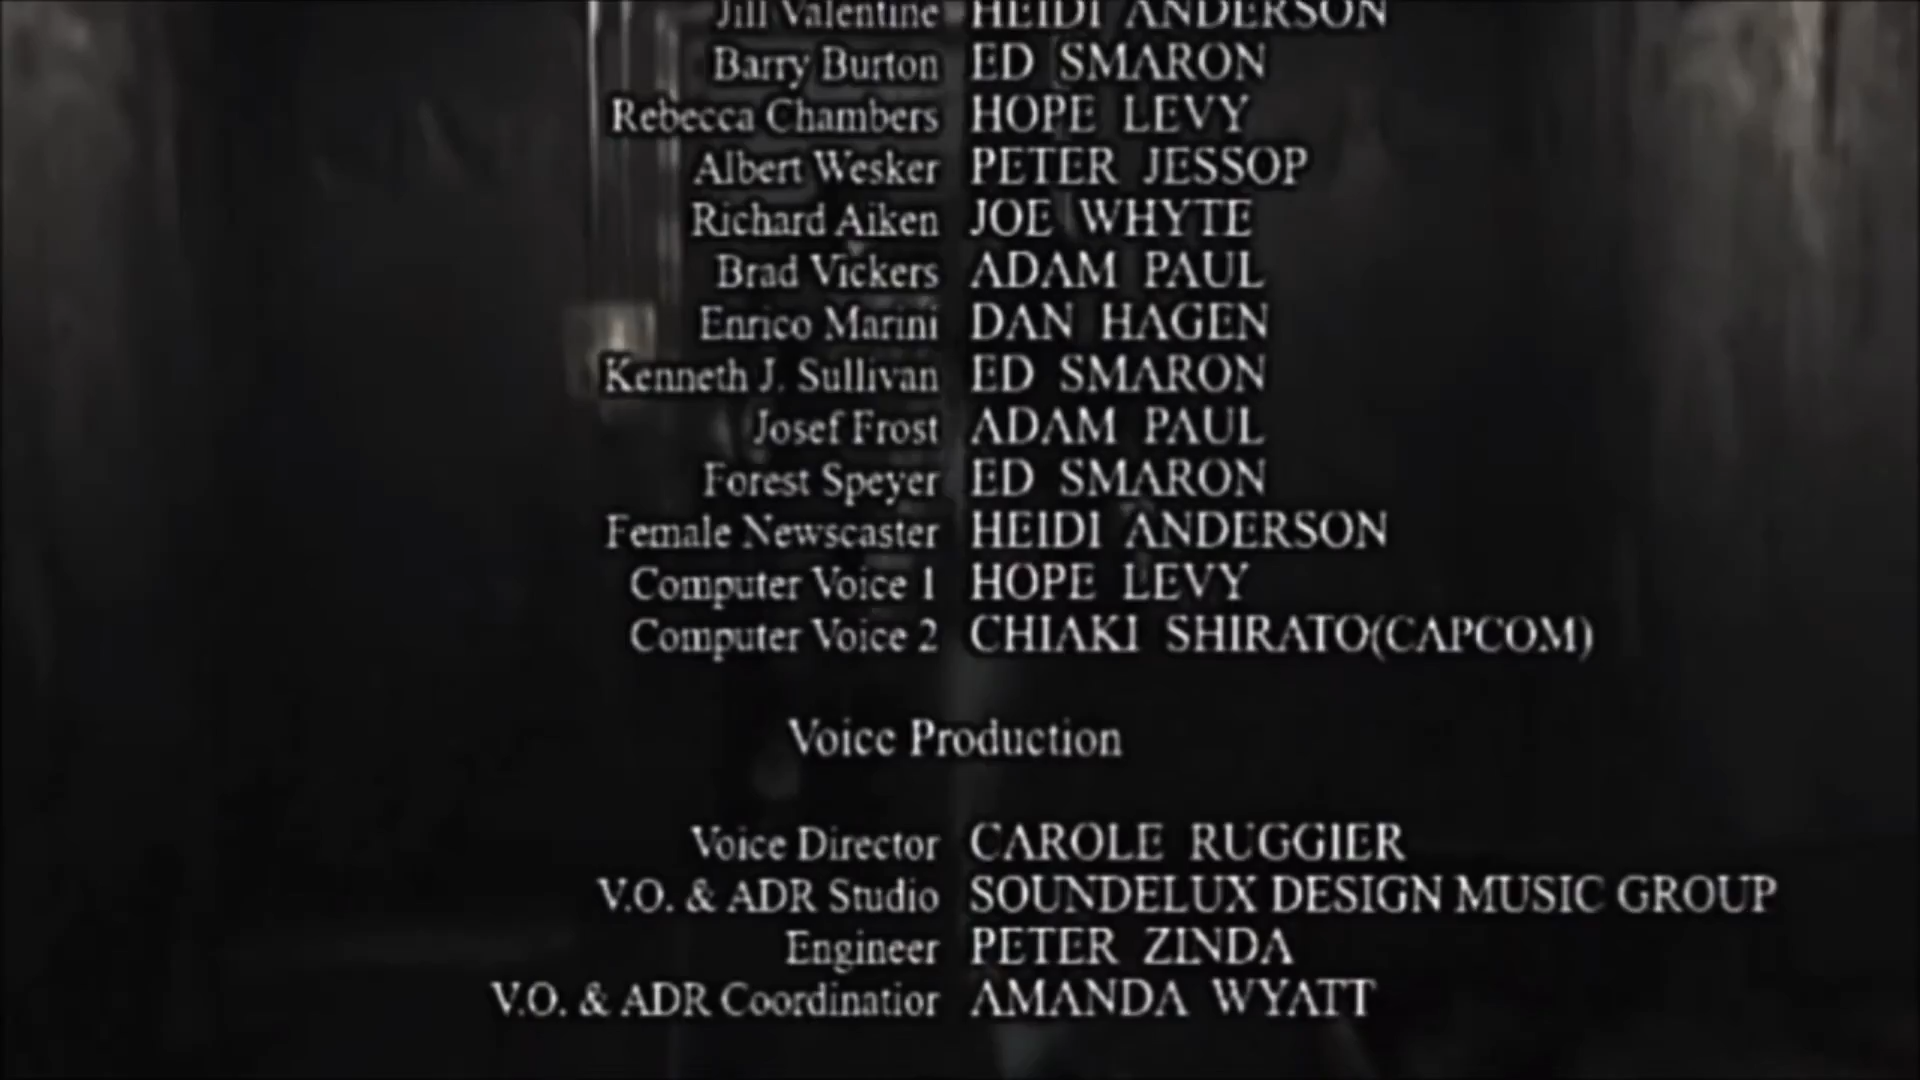 Jill Valentine HEIDI ANDERSON
Barry Burton ED SMARON
Rebecca Chambers HOPE LEVY
Albert Wesker PETER JESSOP
Richard Aiken JOE WHYTE
Brad Vickers ADAM PAUL
Enrico Marini DAN HAGEN
Kenneth J. Sullivan ED SMARON
Josef Frost ADAM PAUL
Forest Speyer ED SMARON
Female Newscaster HEIDI ANDERSON
Computer Voice 1 HOPE LEVY
Computer Voice 2 CHIAKI SHIRATO(CAPCOM)
Voice Production
Voice Director CAROLE RUGGIER
V.O. & ADR Studio SOUNDELUX DESIGN MUSIC GROUP
Engineer PETER ZINDA
V.O. & ADR Coordinatior AMANDA WYATT